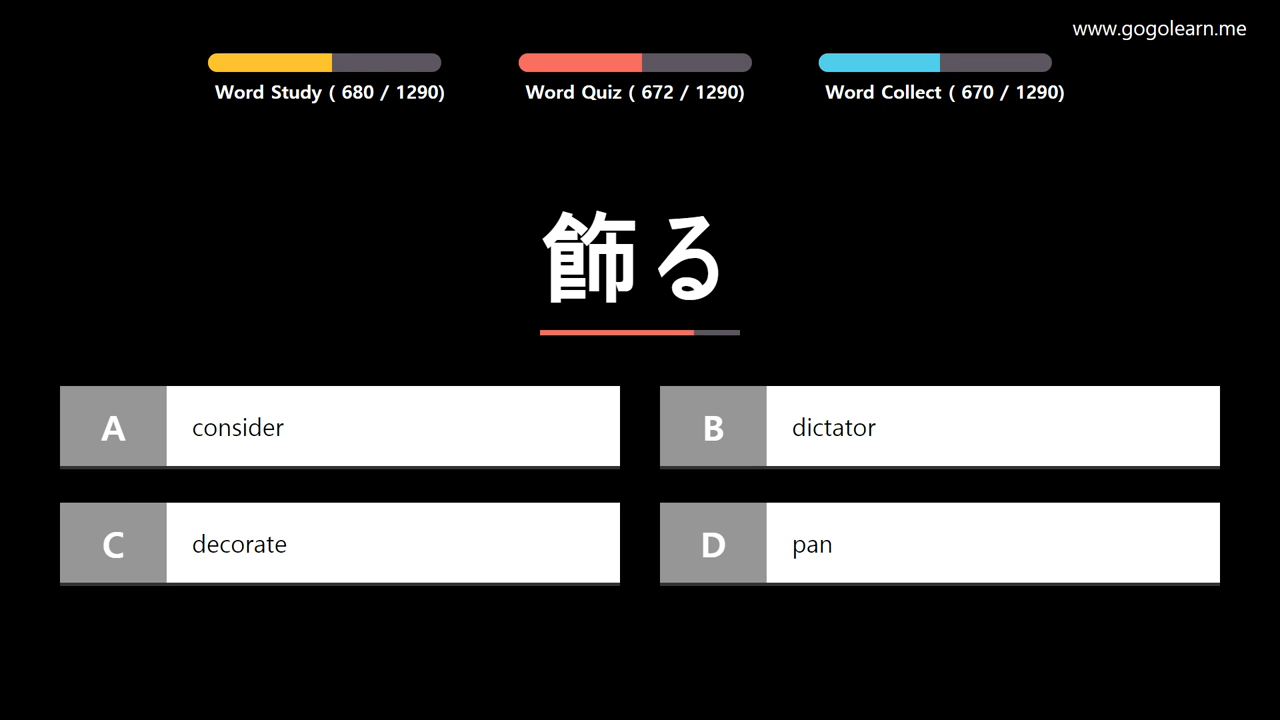 www.gogolearn.me
Word Study ( 680 / 1290)
Word Quiz ( 672 / 1290)
Word Collect ( 670 / 1290)
飾る
A consider
B dictator
C decorate
D pan